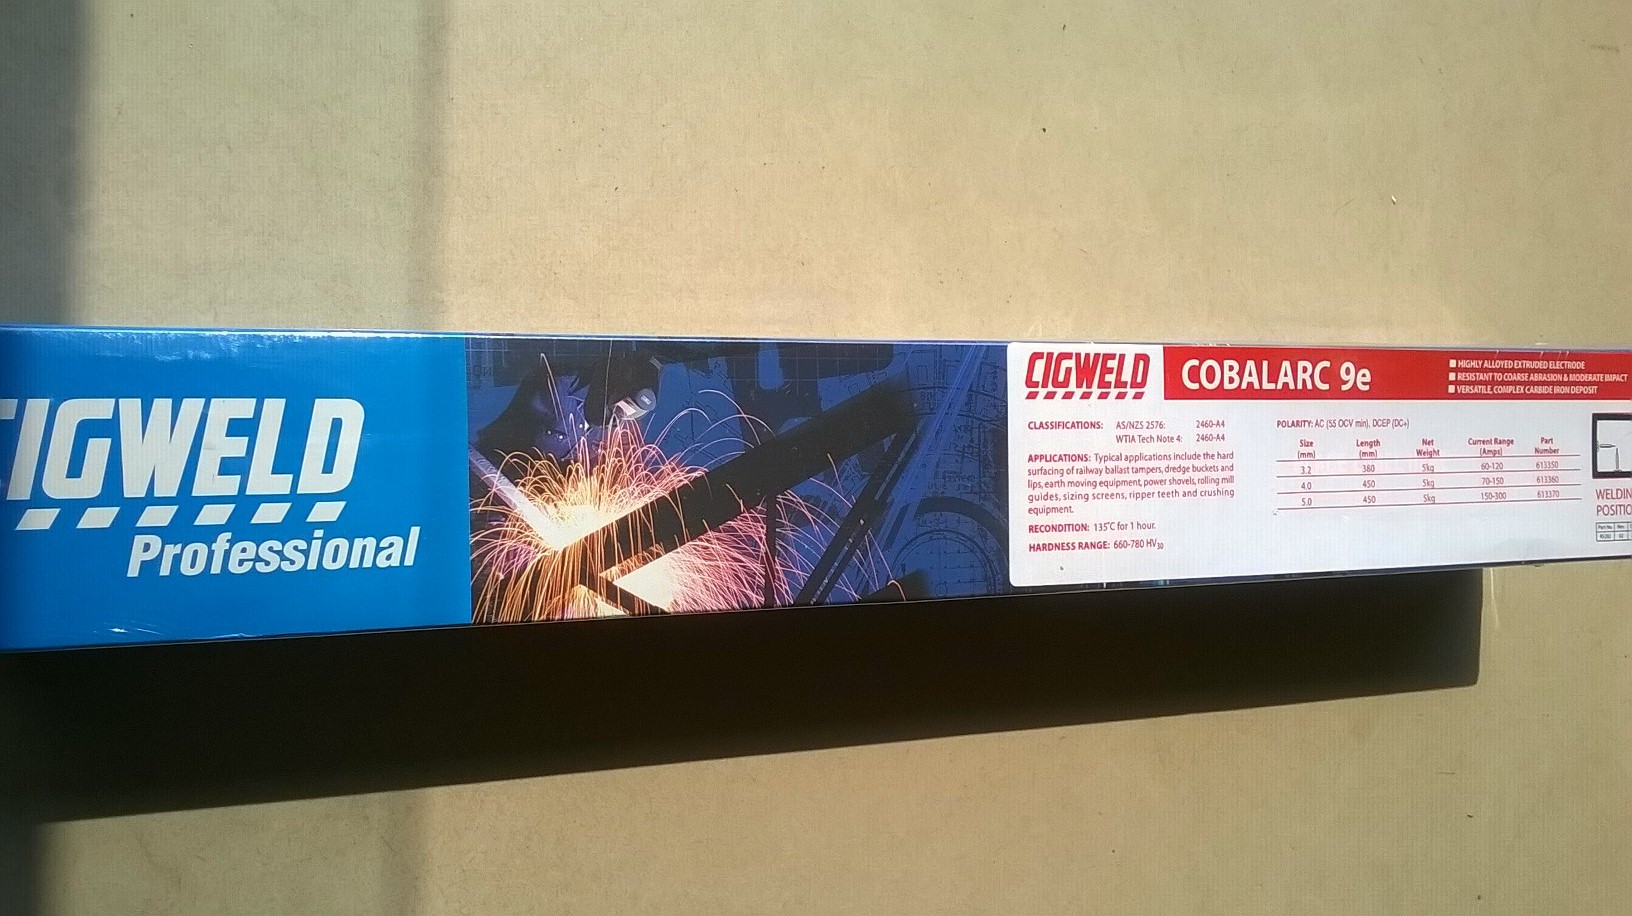 IGWELD
Professional
CIGWELD
COBALARC 9e
HIGHLY ALLOYED EXTRUDED ELECTRODE
RESISTANT TO COARSE ABRASION & MODERATE IMPACT
VERSATILE, COMPLEX CARBIDE IRON DEPOSIT
CLASSIFICATIONS: AS/NZS 2576: 2460-A4
WTIA Tech Note 4: 2460-A4
APPLICATIONS: Typical applications include the hard
surfacing of railway ballast tampers, dredge buckets and
lips, earth moving equipment, power shovels, rolling mill
guides, sizing screens, ripper teeth and crushing
equipment.
RECONDITION: 135°C for 1 hour.
HARDNESS RANGE: 660-780 HV30
POLARITY: AC (55 OCV min), DCEP (DC+)
Size (mm) Length (mm) Net Weight Current Range (Amps) Part Number
3.2 380 5kg 60-120 613350
4.0 450 5kg 70-150 613360
5.0 450 5kg 150-300 613370
WELDIN
POSITIO